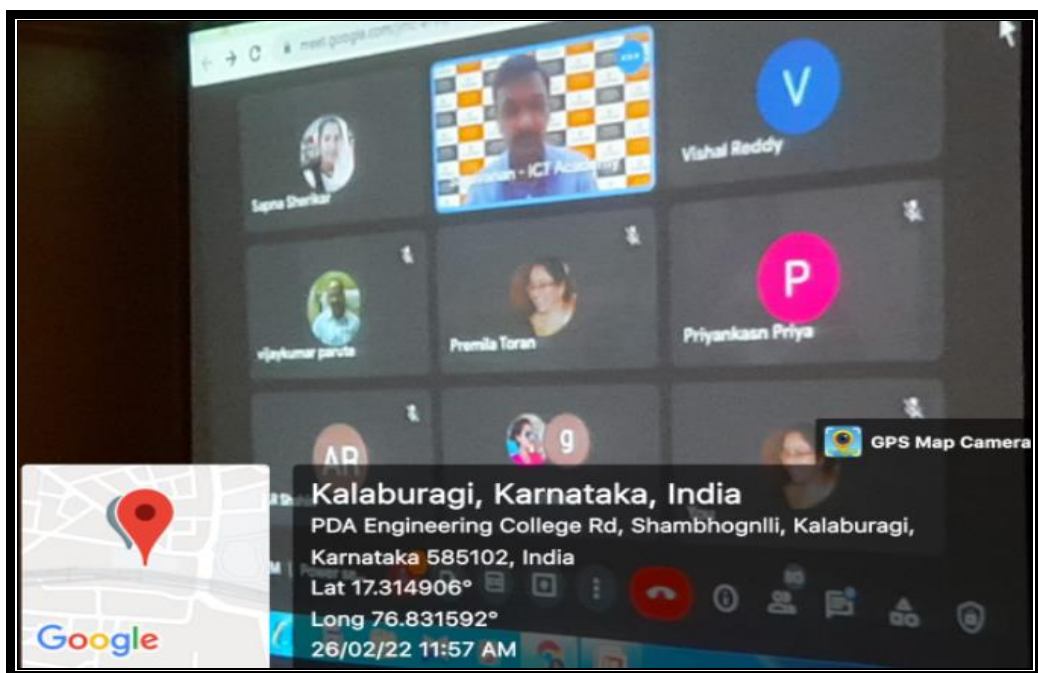 meet.google.com/
V
Sapna Sherikar
- ICT Academy
Vishal Reddy
P
vijaykumar parute
Premila Toran
Priyankasn Priya
AR
g
GPS Map Camera
You
Kalaburagi, Karnataka, India
PDA Engineering College Rd, Shambhognlli, Kalaburagi,
Karnataka 585102, India
Lat 17.314906°
Long 76.831592°
26/02/22 11:57 AM
Google